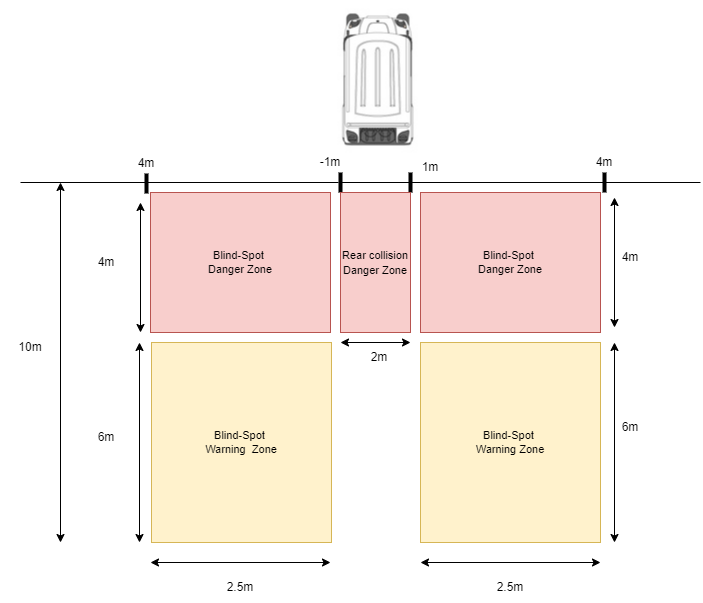 4m
-1m
1m
4m
Blind-Spot
Danger Zone
Rear collision
Danger Zone
Blind-Spot
Danger Zone
4m
4m
10m
2m
Blind-Spot
Warning Zone
Blind-Spot
Warning Zone
6m
6m
2.5m
2.5m